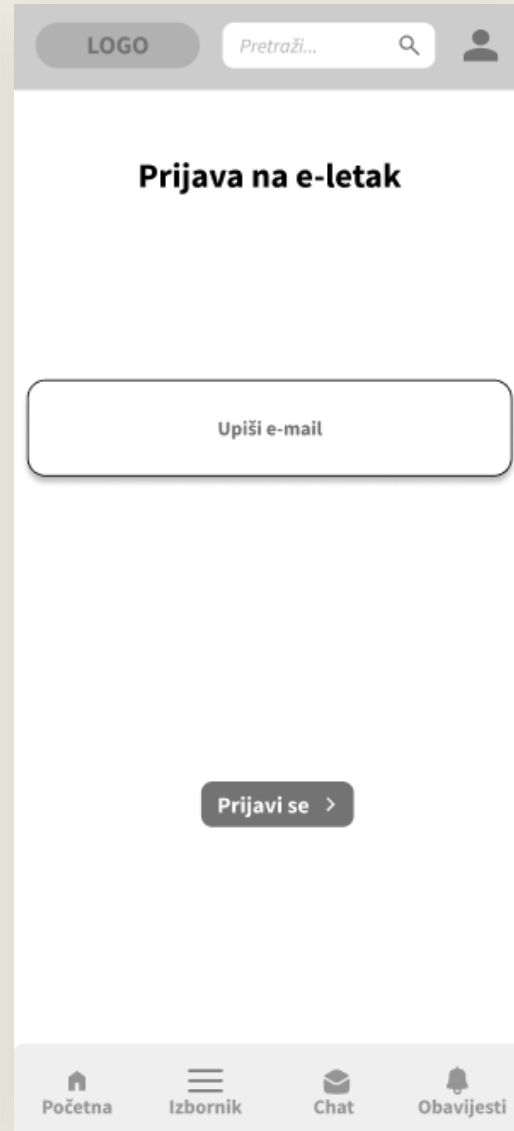 LOGO
Pretraži...
Prijava na e-letak
Upiši e-mail
Prijavi se
Početna
Izbornik
Chat
Obavijesti